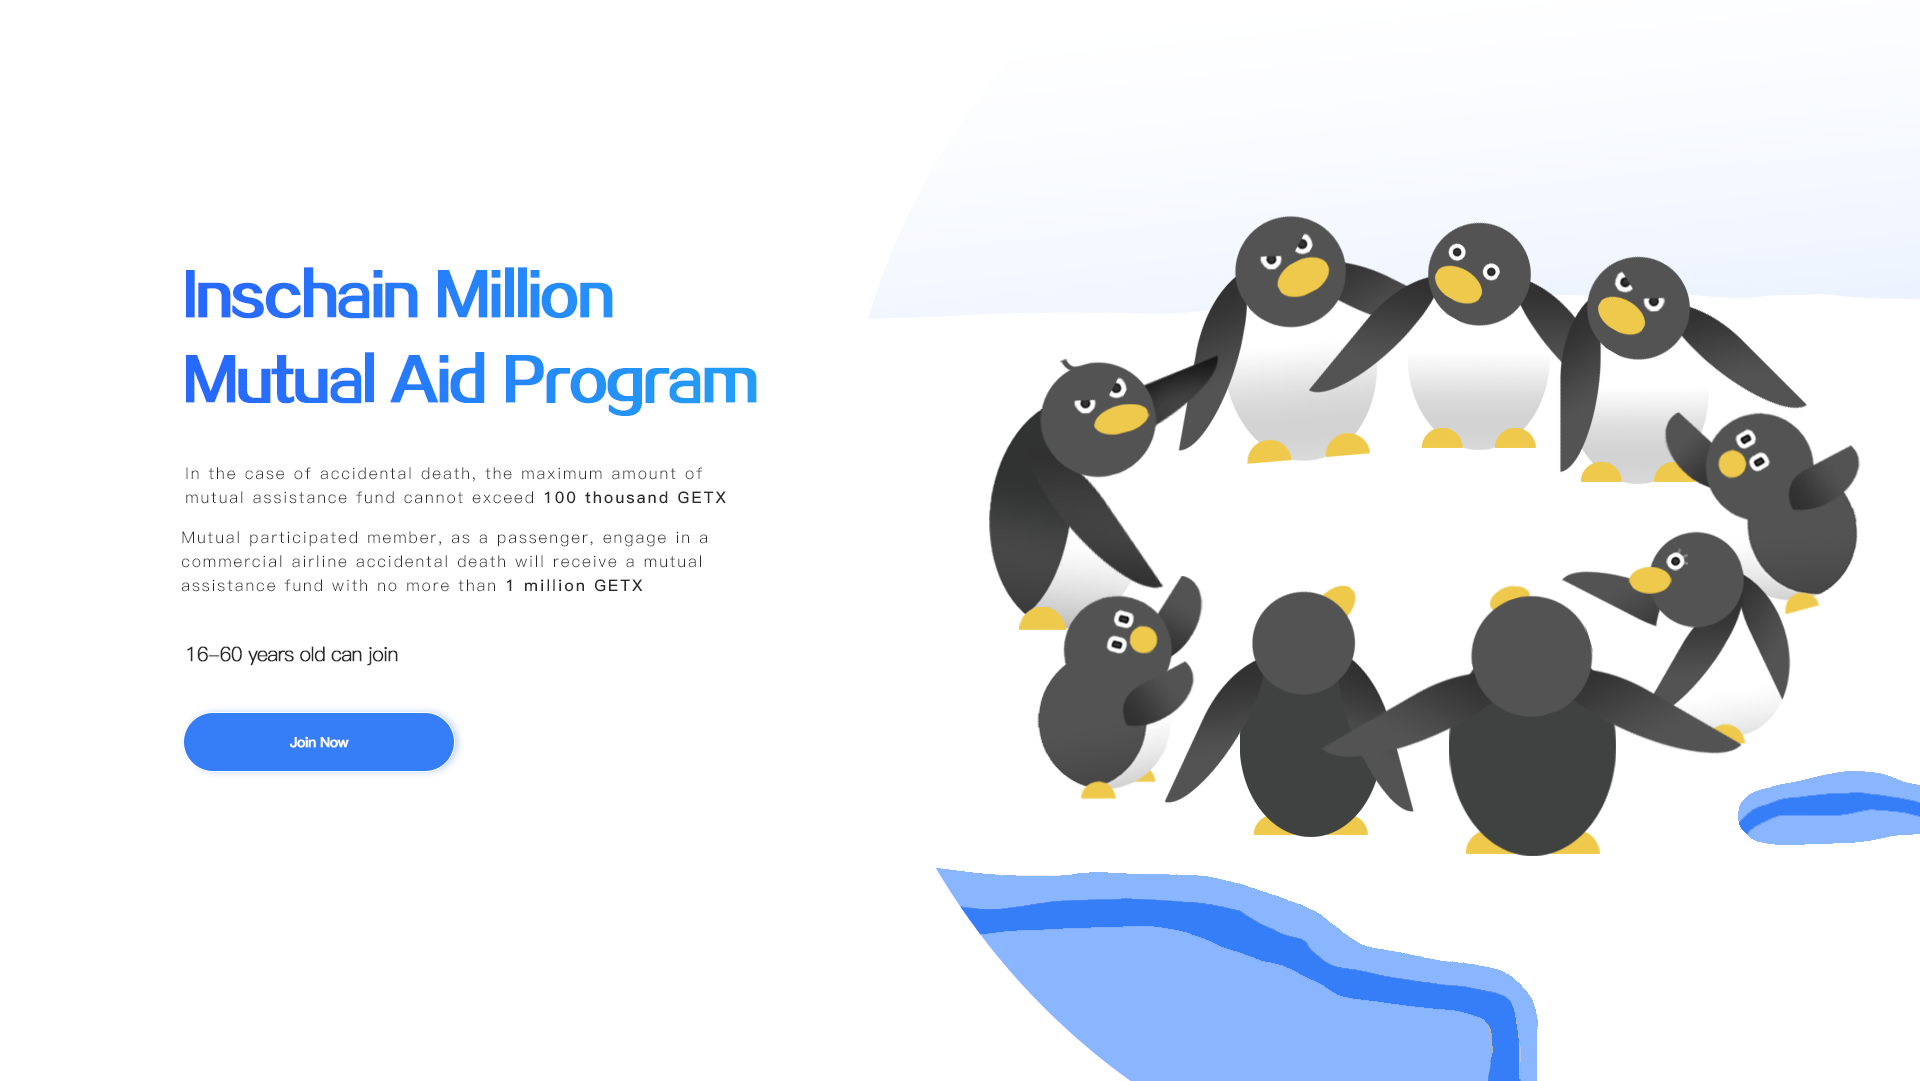 Inschain Million
Mutual Aid Program
In the case of accidental death, the maximum amount of
mutual assistance fund cannot exceed 100 thousand GETX
Mutual participated member, as a passenger, engage in a
commercial airline accidental death will receive a mutual
assistance fund with no more than 1 million GETX
16–60 years old can join
Join Now